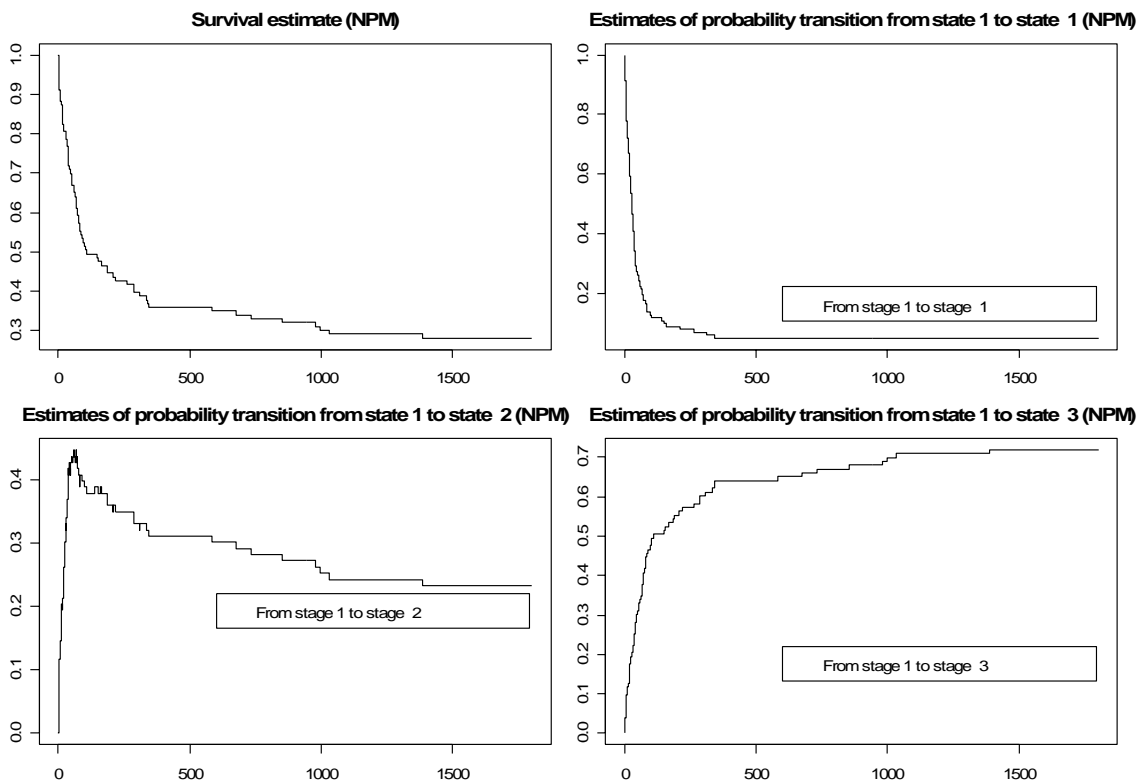 Survival estimate (NPM)
1.0
0.9
0.8
0.7
0.6
0.5
0.4
0.3
0 500 1000 1500
Estimates of probability transition from state 1 to state 1 (NPM)
1.0
0.8
0.6
0.4
0.2
From stage 1 to stage 1
0 500 1000 1500
Estimates of probability transition from state 1 to state 2 (NPM)
0.4
0.3
0.2
0.1
0.0
From stage 1 to stage 2
0 500 1000 1500
Estimates of probability transition from state 1 to state 3 (NPM)
0.7
0.6
0.5
0.4
0.3
0.2
0.1
0.0
From stage 1 to stage 3
0 500 1000 1500